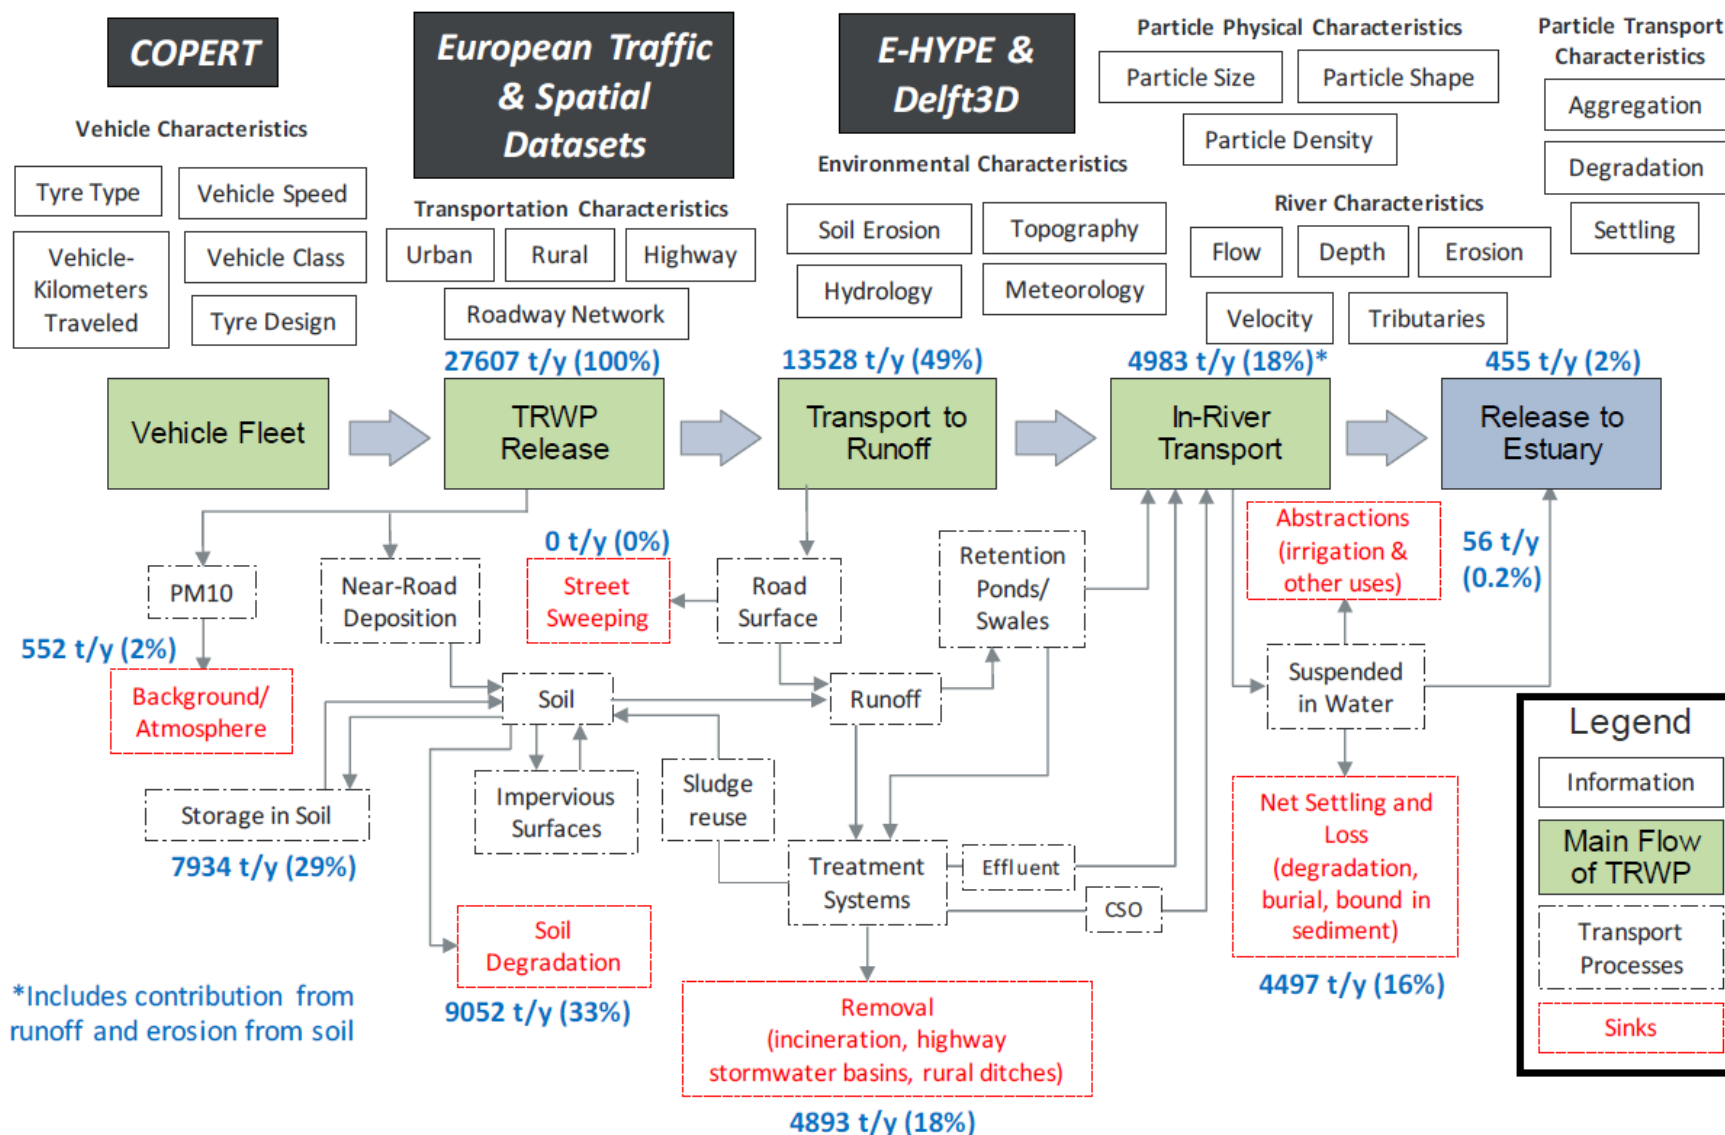 COPERT
European Traffic
& Spatial
Datasets
E-HYPE &
Delft3D
Particle Physical Characteristics
Particle Size
Particle Shape
Particle Density
Particle Transport
Characteristics
Aggregation
Degradation
Settling
Vehicle Characteristics
Tyre Type
Vehicle Speed
Vehicle-
Kilometers
Traveled
Vehicle Class
Tyre Design
Transportation Characteristics
Urban
Rural
Highway
Roadway Network
Environmental Characteristics
Soil Erosion
Topography
Hydrology
Meteorology
River Characteristics
Flow
Depth
Erosion
Velocity
Tributaries
27607 t/y (100%)
13528 t/y (49%)
4983 t/y (18%)*
455 t/y (2%)
Vehicle Fleet
TRWP
Release
Transport to
Runoff
In-River
Transport
Release to
Estuary
PM10
Near-Road
Deposition
0 t/y (0%)
Street
Sweeping
Road
Surface
Retention
Ponds/
Swales
Abstractions
(irrigation &
other uses)
56 t/y
(0.2%)
552 t/y (2%)
Background/
Atmosphere
Soil
Runoff
Suspended
in Water
Storage in Soil
7934 t/y (29%)
Impervious
Surfaces
Sludge
reuse
Treatment
Systems
Effluent
CSO
Net Settling and
Loss
(degradation,
burial, bound in
sediment)
4497 t/y (16%)
Soil
Degradation
9052 t/y (33%)
Removal
(incineration, highway
stormwater basins, rural ditches)
4893 t/y (18%)
*Includes contribution from
runoff and erosion from soil
Legend
Information
Main Flow
of TRWP
Transport
Processes
Sinks